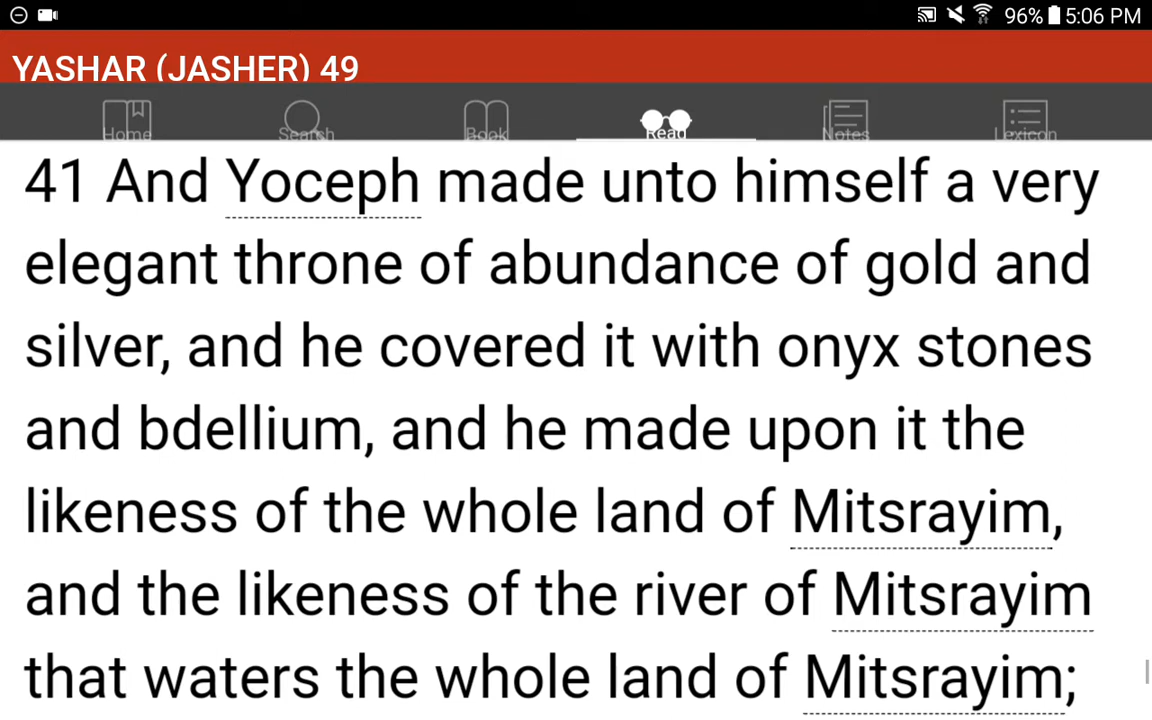 96% 5:06 PM
YASHAR (JASHER) 49
Home Search Book Read Notes Lexicon
41 And Yoceph made unto himself a very
elegant throne of abundance of gold and
silver, and he covered it with onyx stones
and bdellium, and he made upon it the
likeness of the whole land of Mitsrayim,
and the likeness of the river of Mitsrayim
that waters the whole land of Mitsrayim;